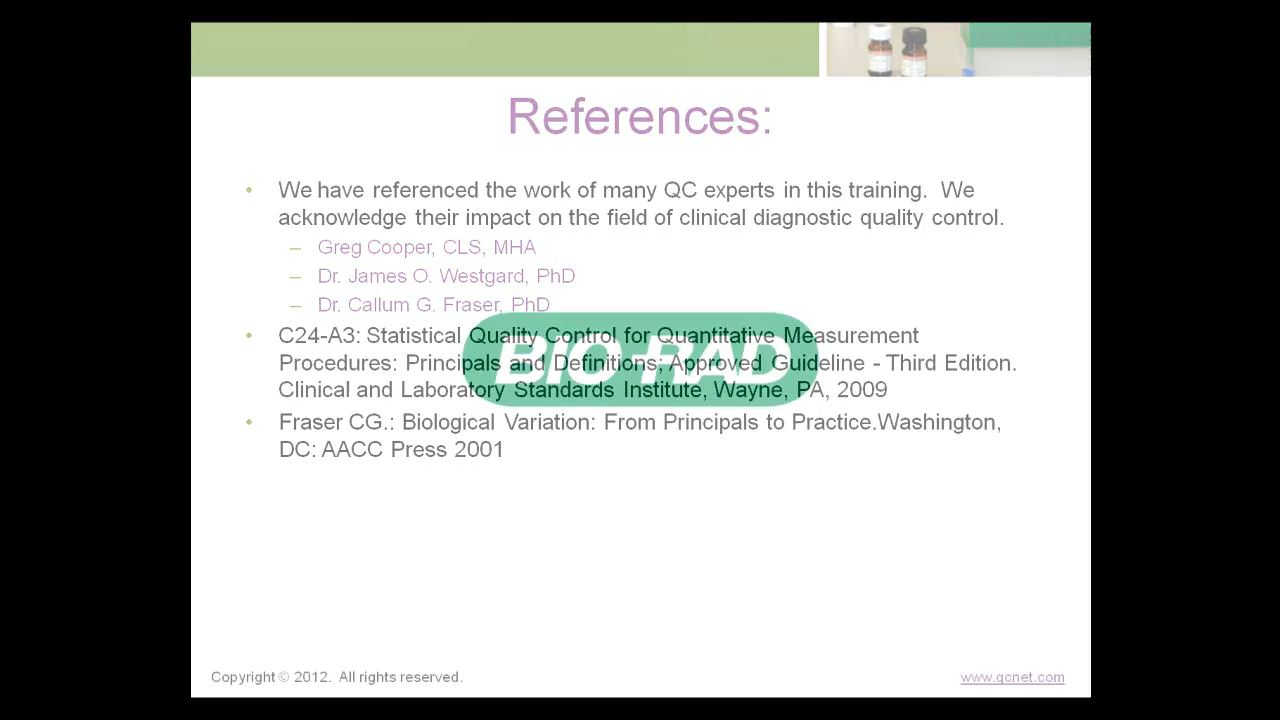 References:
• We have referenced the work of many QC experts in this training. We
acknowledge their impact on the field of clinical diagnostic quality control.
– Greg Cooper, CLS, MHA
– Dr. James O. Westgard, PhD
– Dr. Callum G. Fraser, PhD
• C24-A3: Statistical Quality Control for Quantitative Measurement
Procedures: Principals and Definitions; Approved Guideline - Third Edition.
Clinical and Laboratory Standards Institute, Wayne, PA, 2009
BIO-RAD
• Fraser CG.: Biological Variation: From Principals to Practice.Washington,
DC: AACC Press 2001
Copyright © 2012. All rights reserved.
www.qcnet.com